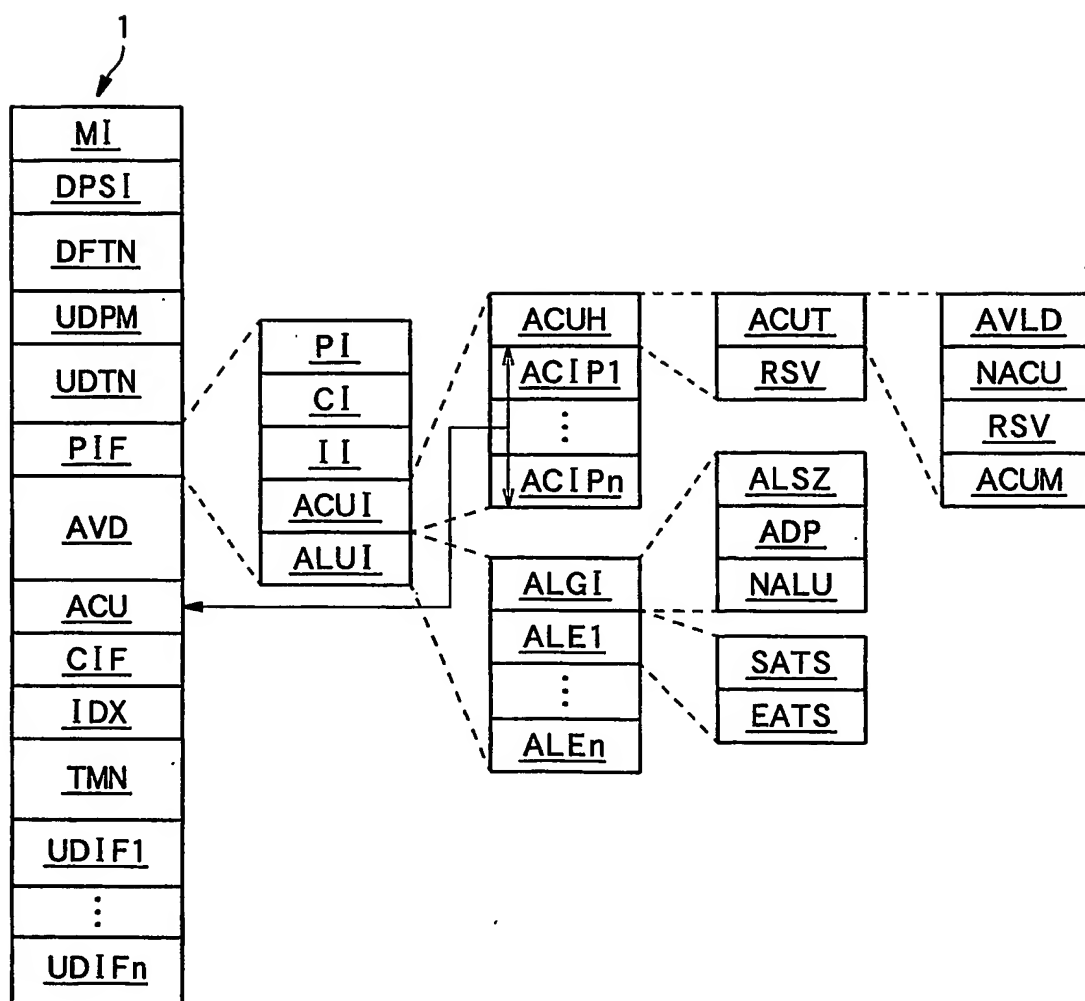 1
MI
DPSI
DFTN
UDPM
UDTN
PIF
AVD
ACU
CIF
IDX
TMN
UDIF1
⋮
UDIFn
PI
CI
II
ACUI
ALUI
ACUH
ACIP1
⋮
ACIPn
ALGI
ALE1
⋮
ALEn
ACUT
RSV
ALSZ
ADP
NALU
SATS
EATS
AVLD
NACU
RSV
ACUM